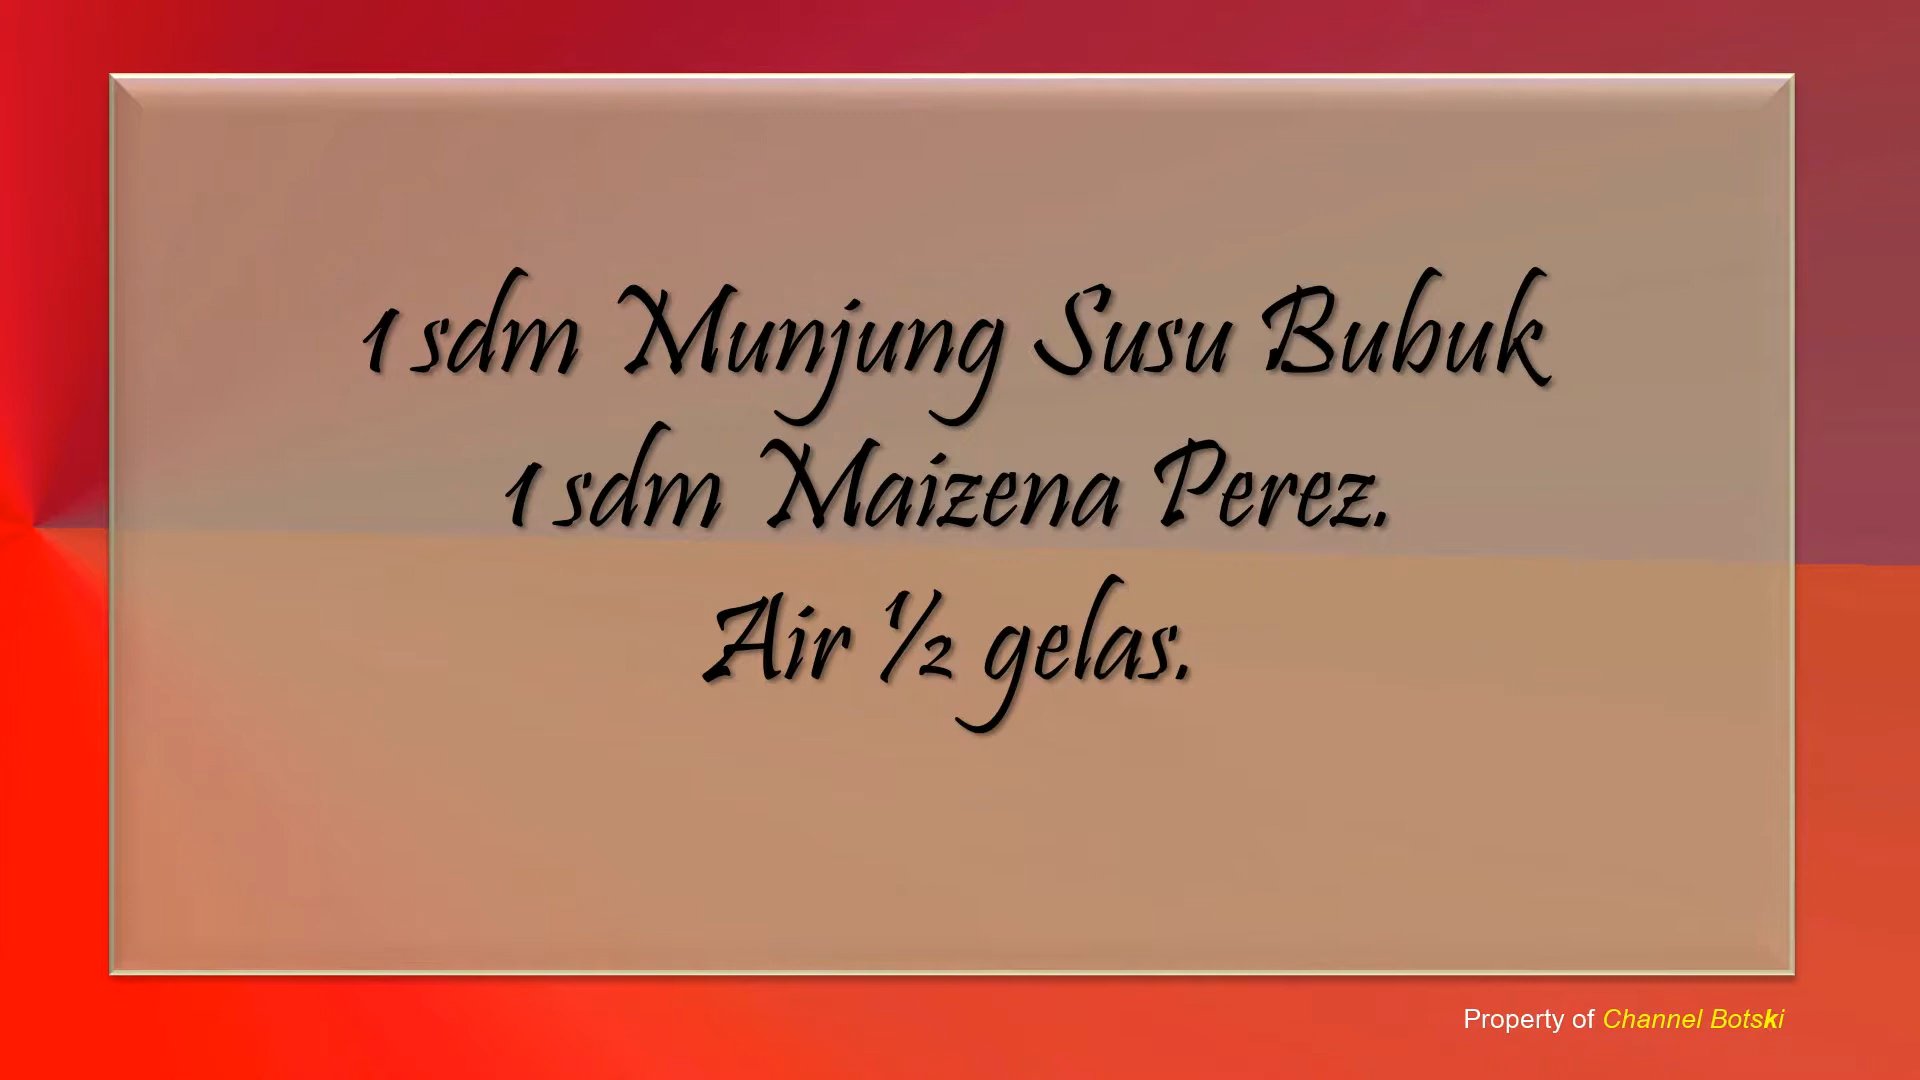 1 sdm Munjung Susu Bubuk
1 sdm Maizena Perez.
Air ½ gelas.
Property of Channel Botski